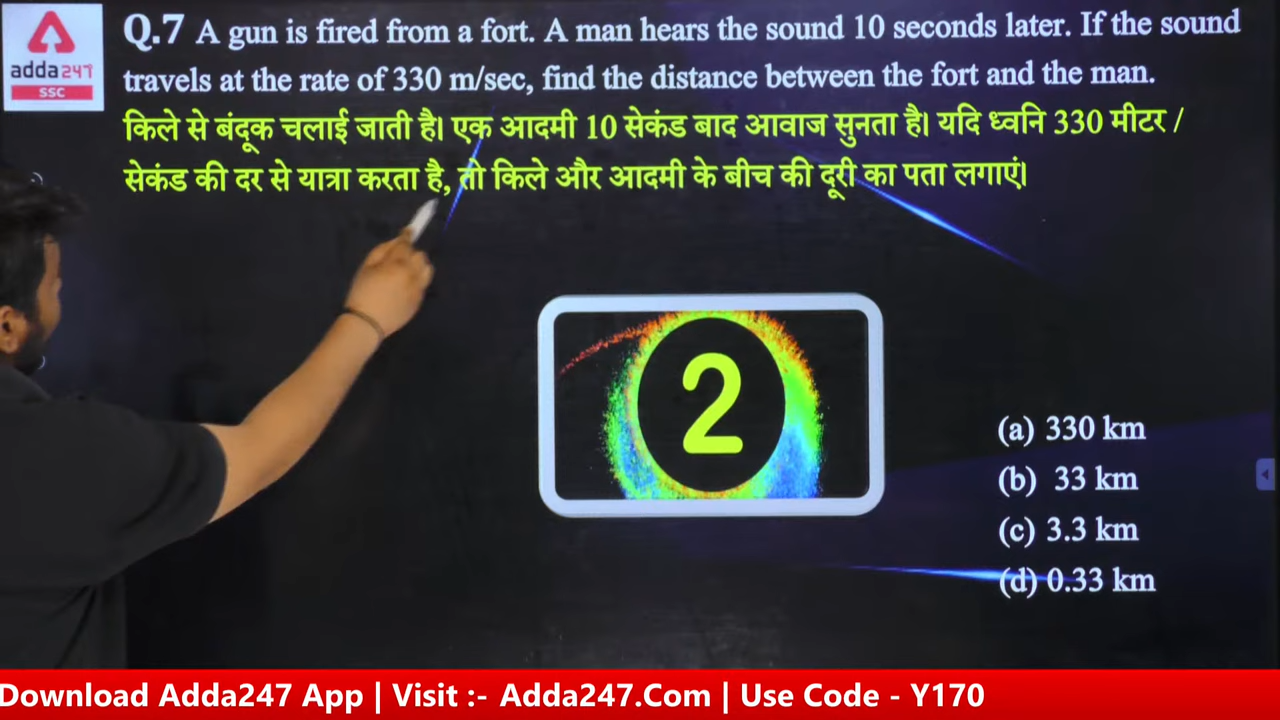 adda247
SSC
Q.7 A gun is fired from a fort. A man hears the sound 10 seconds later. If the sound
travels at the rate of 330 m/sec, find the distance between the fort and the man.
किले से बंदूक चलाई जाती है। एक आदमी 10 सेकंड बाद आवाज सुनता है। यदि ध्वनि 330 मीटर /
सेकंड की दर से यात्रा करता है, तो किले और आदमी के बीच की दूरी का पता लगाएं।
2
(a) 330 km
(b) 33 km
(c) 3.3 km
(d) 0.33 km
Download Adda247 App | Visit :- Adda247.Com | Use Code - Y170